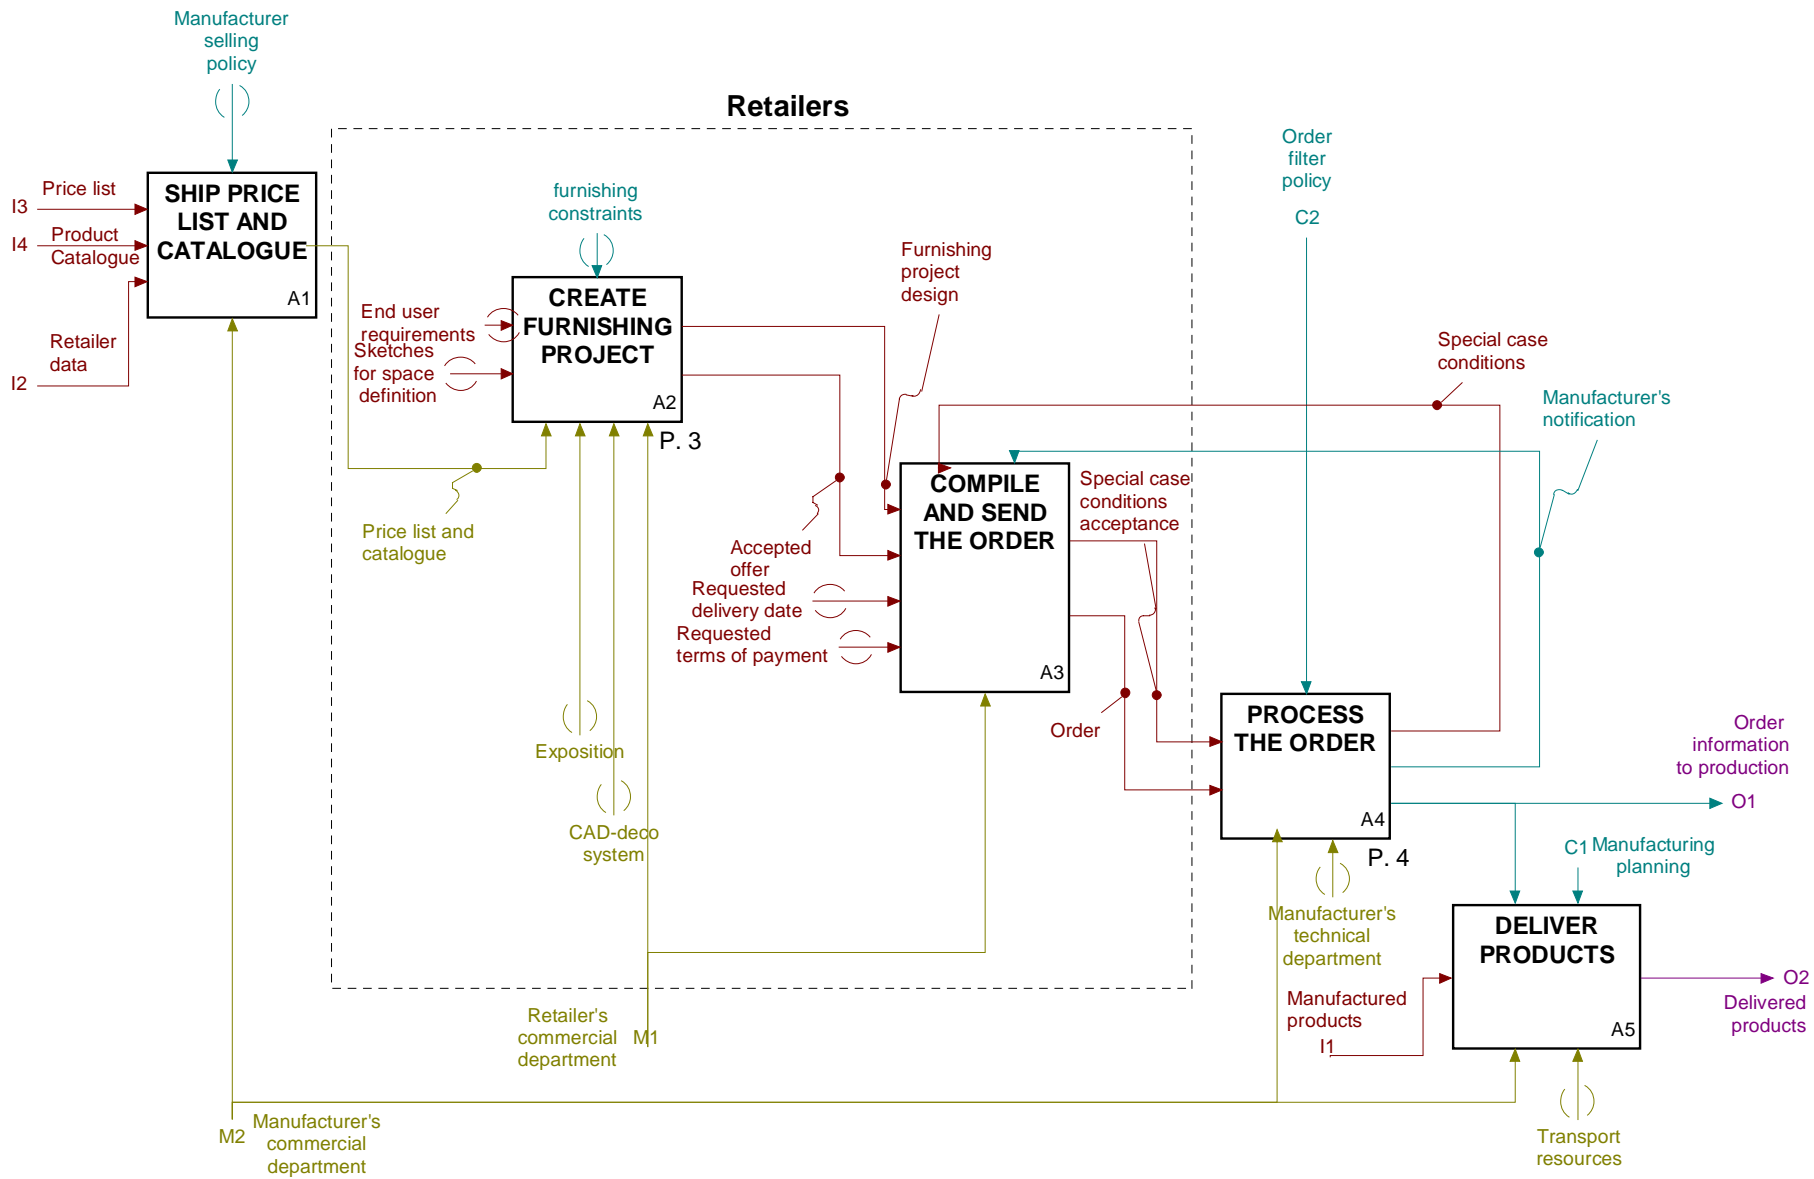 Manufacturer
selling
policy
Retailers
Order
filter
policy
C2
SHIP PRICE
LIST AND
CATALOGUE
A1
I3
Price list
I4
Product
Catalogue
Retailer
data
I2
furnishing
constraints
CREATE
FURNISHING
PROJECT
A2
P. 3
End user
requirements
Sketches
for space
definition
Furnishing
project
design
Special case
conditions
Manufacturer's
notification
Price list and
catalogue
COMPILE
AND SEND
THE ORDER
A3
Special case
conditions
acceptance
Accepted
offer
Requested
delivery date
Requested
terms of payment
Order
Exposition
CAD-deco
system
PROCESS
THE ORDER
A4
P. 4
Order
information
to production
O1
C1
Manufacturing
planning
Manufacturer's
technical
department
DELIVER
PRODUCTS
A5
O2
Delivered
products
Manufactured
products
I1
Retailer's
commercial
department
M1
M2
Manufacturer's
commercial
department
Transport
resources